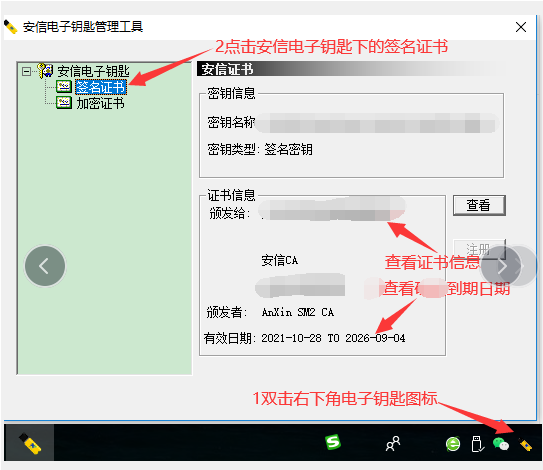 安信电子钥匙管理工具
2点击安信电子钥匙下的签名证书
安信电子钥匙
签名证书
加密证书
安信证书
密钥信息
密钥名称
密钥类型: 签名密钥
证书信息
颁发给:
查看
注册
安信CA
查看证书信息
查看
到期日期
颁发者: AnXin SM2 CA
有效日期: 2021-10-28 TO 2026-09-04
1双击右下角电子钥匙图标